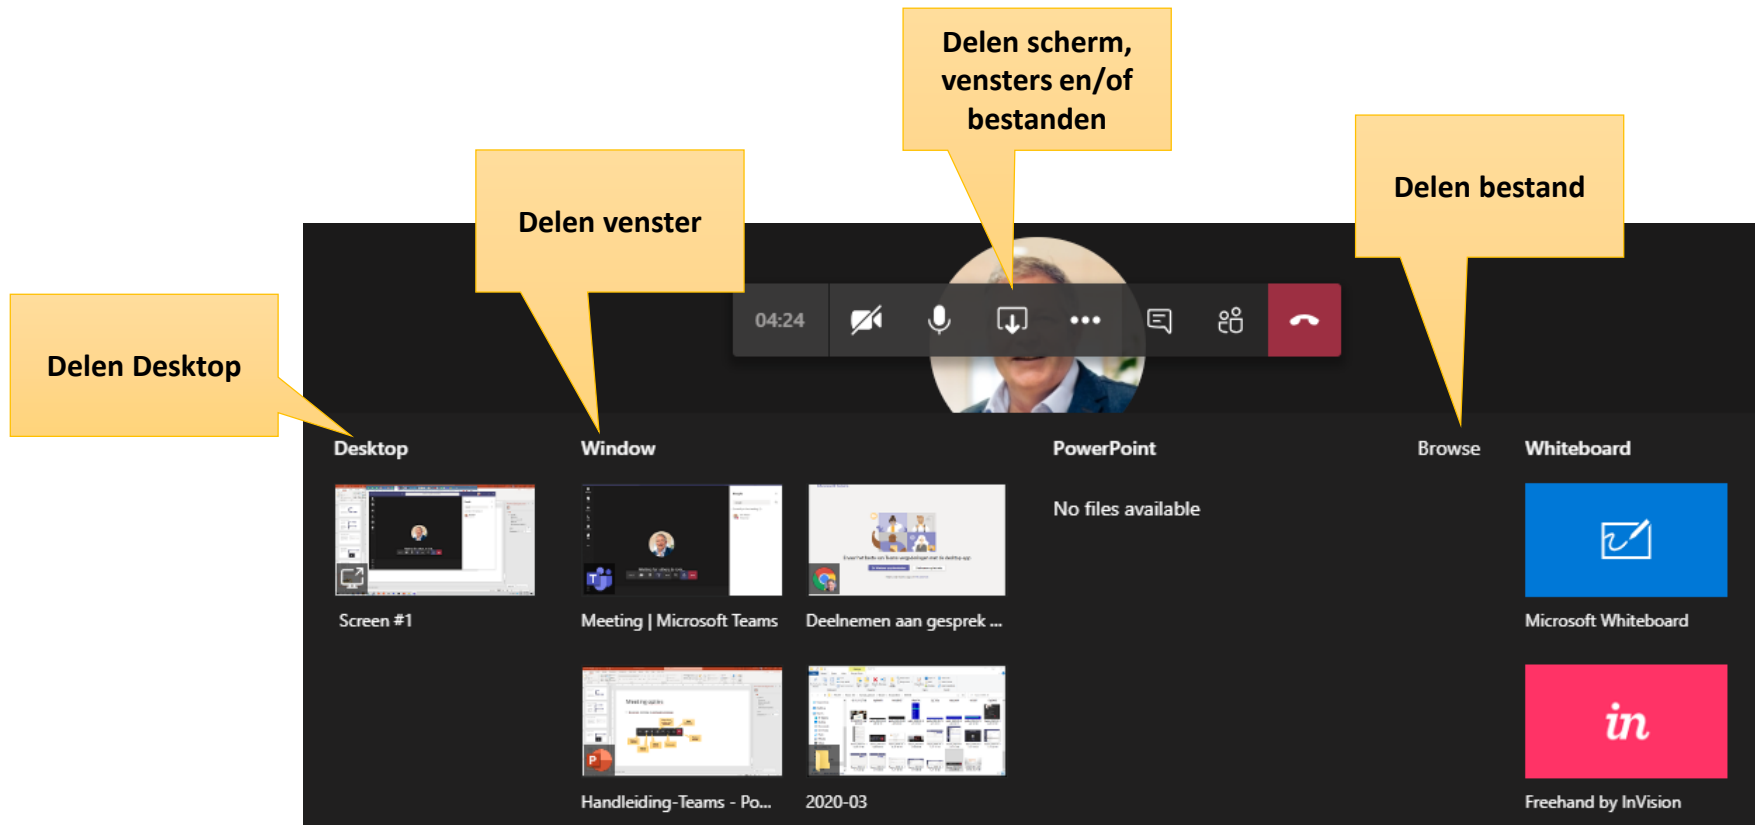 Delen scherm,
vensters en/of
bestanden
Delen bestand
Delen venster
Delen Desktop
04:24
Desktop
Window
PowerPoint
Browse
Whiteboard
No files available
Screen #1
Meeting | Microsoft Teams
Deelnemen aan gesprek ...
Microsoft Whiteboard
Meeting opties
in
Handleiding-Teams - Po...
2020-03
Freehand by InVision